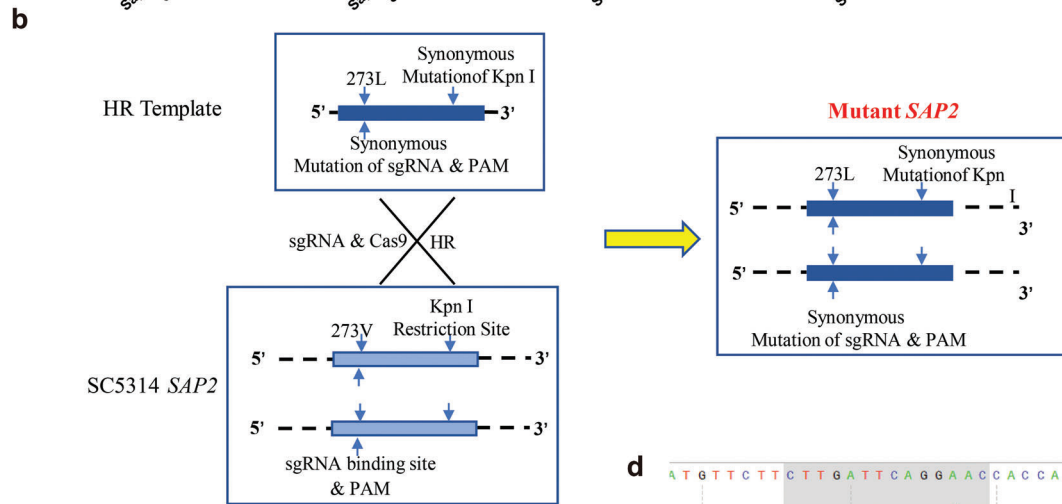 b
HR Template
273L
Synonymous
Mutationof Kpn I
5’
3’
Synonymous
Mutation of sgRNA & PAM
sgRNA & Cas9
HR
SC5314 SAP2
273V
Kpn I
Restriction Site
5’
3’
5’
3’
sgRNA binding site
& PAM
Mutant SAP2
273L
Synonymous
Mutationof Kpn
I
5’
3’
5’
3’
Synonymous
Mutation of sgRNA & PAM
d
ATGTTCTTCTTGATTCAGGAACCACCA